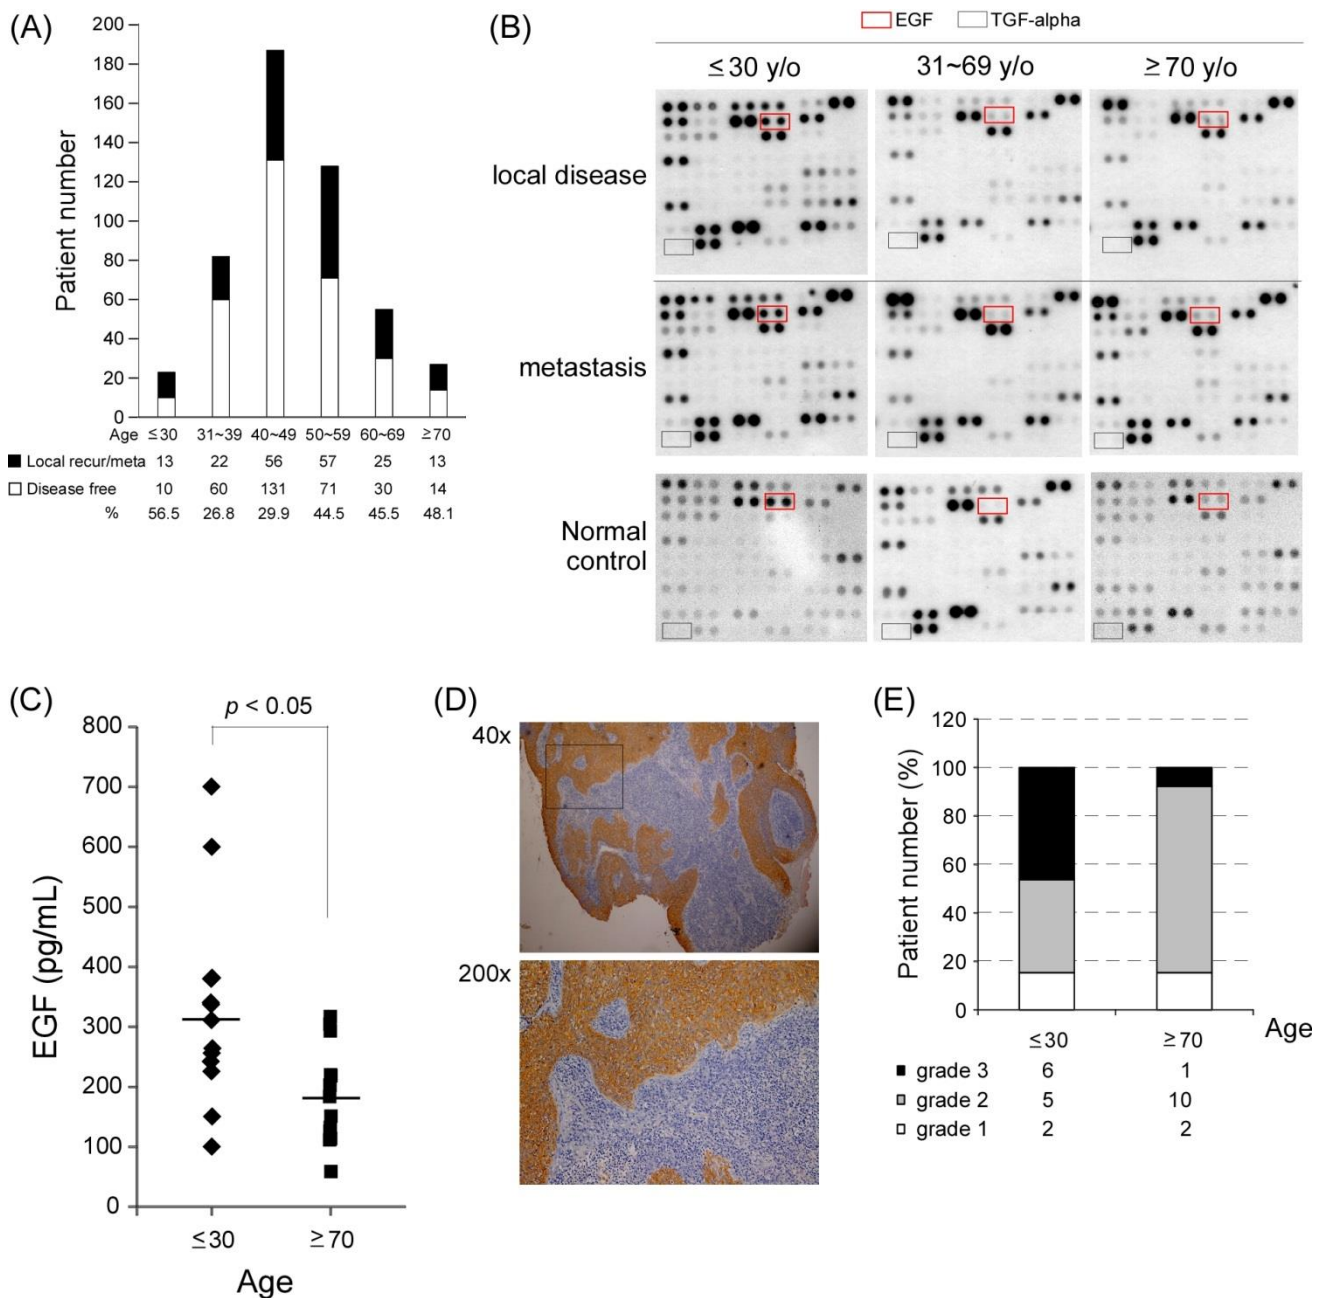 (A)
200
180
160
140
120
100
80
60
40
20
0
Patient number
Age ≤30 31~39 40~49 50~59 60~69 ≥70
Local recur/meta 13 22 56 57 25 13
Disease free 10 60 131 71 30 14
% 56.5 26.8 29.9 44.5 45.5 48.1
(B)
EGF TGF-alpha
≤30 y/o 31~69 y/o ≥70 y/o
local disease
metastasis
Normal
control
(C)
p < 0.05
800
700
600
500
400
300
200
100
0
EGF (pg/mL)
≤30 ≥70
Age
(D)
40x
200x
(E)
120
100
80
60
40
20
0
Patient number (%)
Age
≤30 ≥70
grade 3 6 1
grade 2 5 10
grade 1 2 2